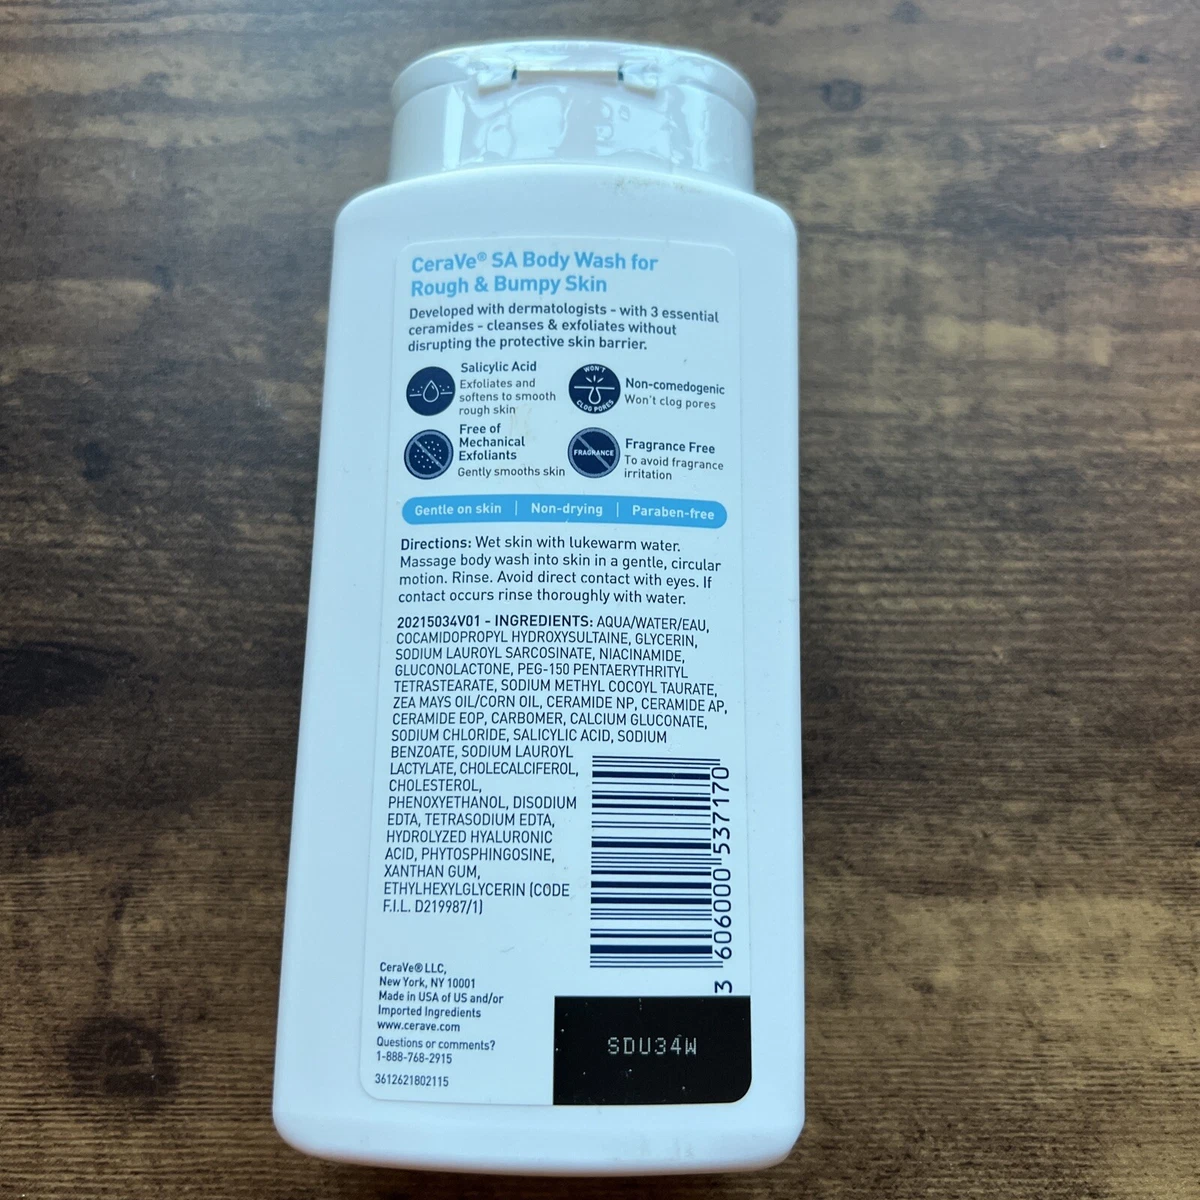 CeraVe® SA Body Wash for
Rough & Bumpy Skin
Developed with dermatologists - with 3 essential
ceramides - cleanses & exfoliates without
disrupting the protective skin barrier.
Salicylic Acid
Exfoliates and
softens to smooth
rough skin
WON'T
CLOG PORES
Non-comedogenic
Won't clog pores
Free of
Mechanical
Exfoliants
Gently smooths skin
FRAGRANCE
Fragrance Free
To avoid fragrance
irritation
Gentle on skin | Non-drying | Paraben-free
Directions: Wet skin with lukewarm water.
Massage body wash into skin in a gentle, circular
motion. Rinse. Avoid direct contact with eyes. If
contact occurs rinse thoroughly with water.
20215034V01 - INGREDIENTS: AQUA/WATER/EAU,
COCAMIDOPROPYL HYDROXYSULTAINE, GLYCERIN,
SODIUM LAUROYL SARCOSINATE, NIACINAMIDE,
GLUCONOLACTONE, PEG-150 PENTAERYTHRITYL
TETRASTEARATE, SODIUM METHYL COCOYL TAURATE,
ZEA MAYS OIL/CORN OIL, CERAMIDE NP, CERAMIDE AP,
CERAMIDE EOP, CARBOMER, CALCIUM GLUCONATE,
SODIUM CHLORIDE, SALICYLIC ACID, SODIUM
BENZOATE, SODIUM LAUROYL
LACTYLATE, CHOLECALCIFEROL,
CHOLESTEROL,
PHENOXYETHANOL, DISODIUM
EDTA, TETRASODIUM EDTA,
HYDROLYZED HYALURONIC
ACID, PHYTOSPHINGOSINE,
XANTHAN GUM,
ETHYLHEXYLGLYCERIN (CODE
F.I.L. D219987/1)
3 606000 537170
CeraVe® LLC,
New York, NY 10001
Made in USA of US and/or
Imported Ingredients
www.cerave.com
Questions or comments?
1-888-768-2915
3612621802115
SDU34W